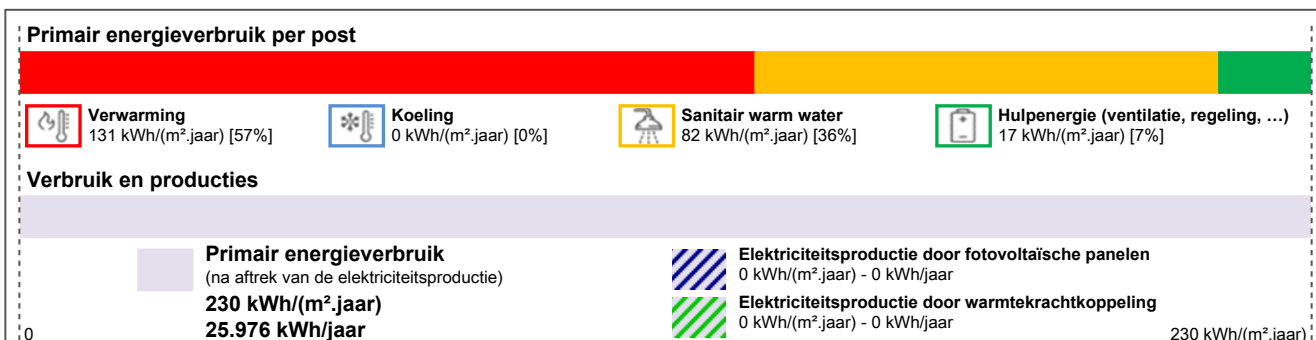 Primair energieverbruik per post
Verwarming
131 kWh/(m².jaar) [57%]
Koeling
0 kWh/(m².jaar) [0%]
Sanitair warm water
82 kWh/(m².jaar) [36%]
Hulpenergie (ventilatie, regeling, …)
17 kWh/(m².jaar) [7%]
Verbruik en producties
Primair energieverbruik
(na aftrek van de elektriciteitsproductie)
230 kWh/(m².jaar)
25.976 kWh/jaar
Elektriciteitsproductie door fotovoltaïsche panelen
0 kWh/(m².jaar) - 0 kWh/jaar
Elektriciteitsproductie door warmtekrachtkoppeling
0 kWh/(m².jaar) - 0 kWh/jaar
0
230 kWh/(m².jaar)